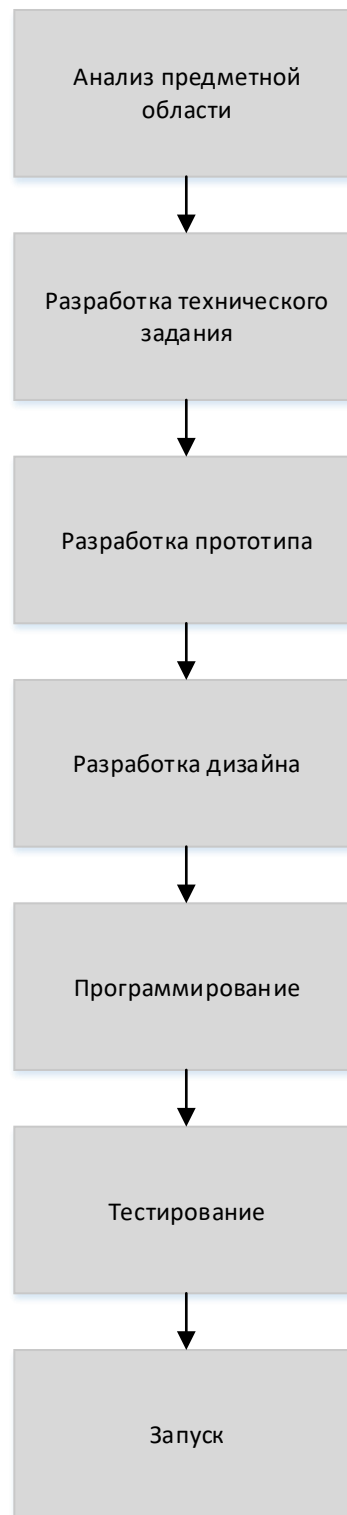 Анализ предметной
области
Разработка технического
задания
Разработка прототипа
Разработка дизайна
Программирование
Тестирование
Запуск